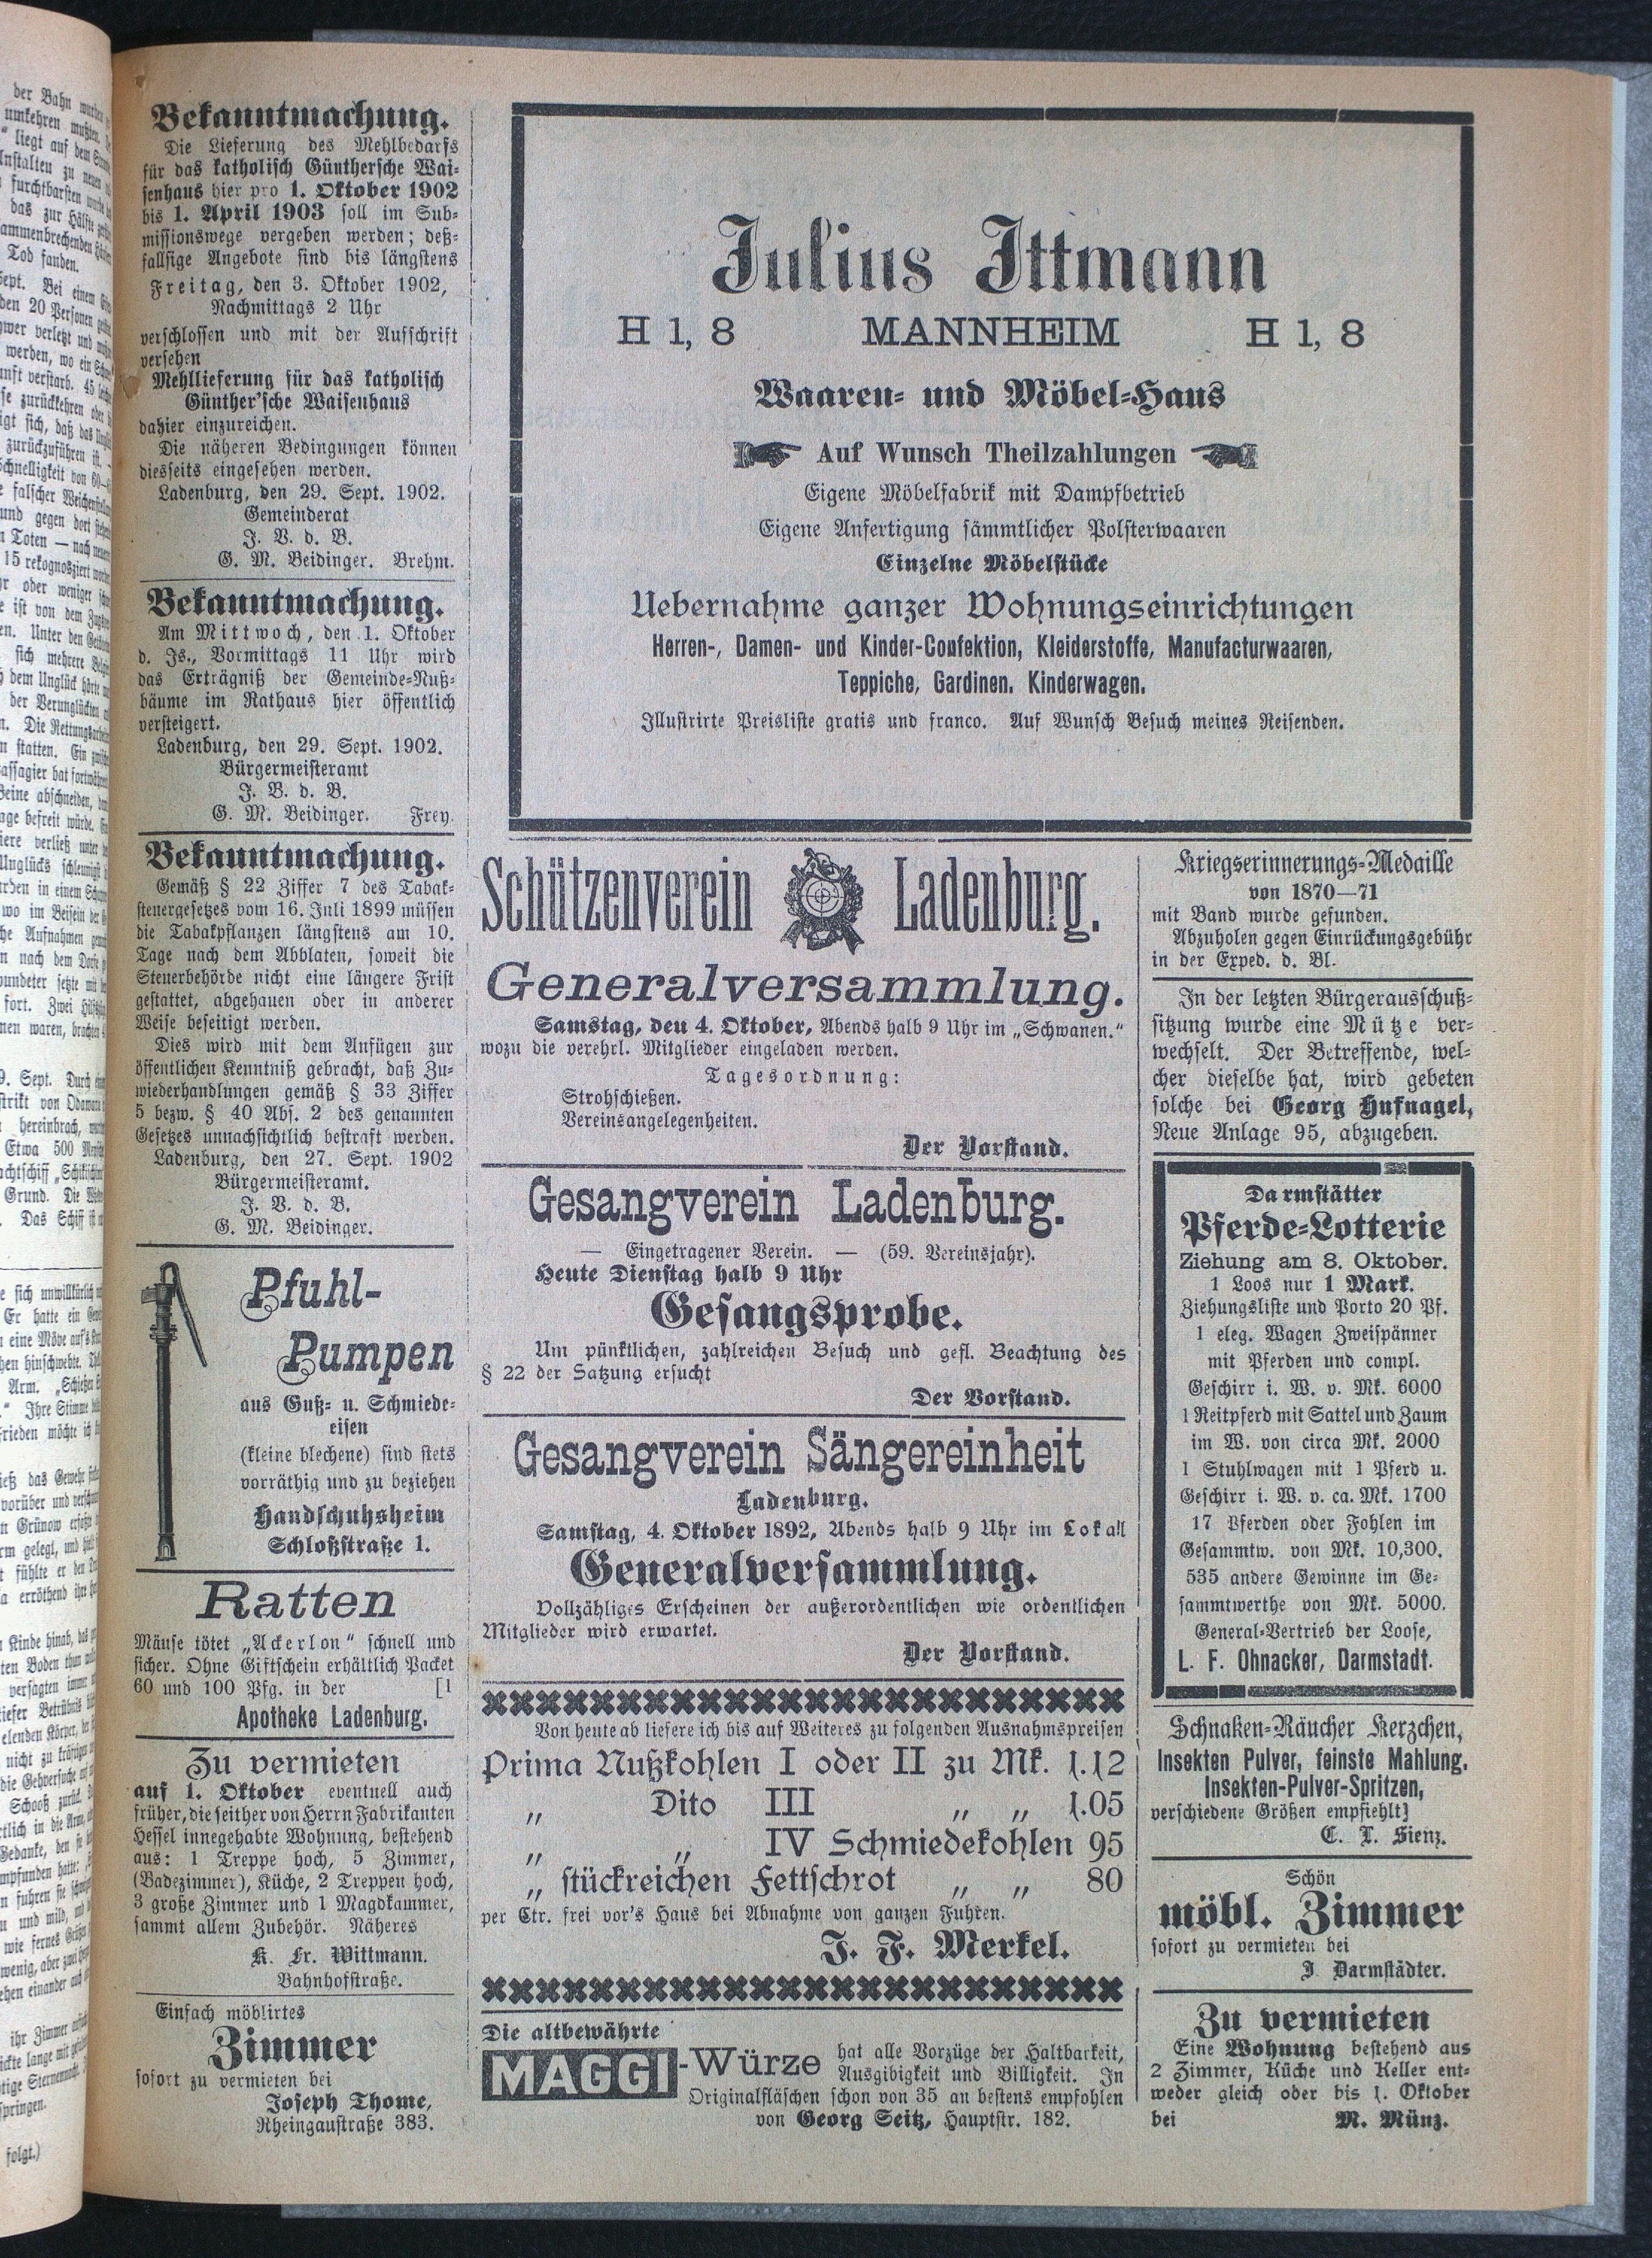 Bekanntmachung.
Die Lieferung des Mehlbedarfs
für das katholisch Günthersche Wai-
senhaus hier pro 1. Oktober 1902
bis 1. April 1903 soll im Sub-
missionswege vergeben werden; deß-
fallsige Angebote sind bis längstens
Freitag, den 3. Oktober 1902,
Nachmittags 2 Uhr
verschlossen und mit der Aufschrift
versehen
Mehllieferung für das katholisch
Günther'sche Waisenhaus
dahier einzureichen.
Die näheren Bedingungen können
diesseits eingesehen werden.
Ladenburg, den 29. Sept. 1902.
Gemeinderat
J. V. d. B.
G. M. Beidinger. Brehm.
Bekanntmachung.
Am Mittwoch, den 1. Oktober
d. Js., Vormittags 11 Uhr wird
das Erträgniß der Gemeinde-Nuß-
bäume im Rathaus hier öffentlich
versteigert.
Ladenburg, den 29. Sept. 1902.
Bürgermeisteramt
J. V. d. B.
G. M. Beidinger. Frey.
Bekanntmachung.
Gemäß § 22 Ziffer 7 des Tabak-
steuergesetzes vom 16. Juli 1899 müssen
die Tabakpflanzen längstens am 10.
Tage nach dem Abblaten, soweit die
Steuerbehörde nicht eine längere Frist
gestattet, abgehauen oder in anderer
Weise beseitigt werden.
Dies wird mit dem Anfügen zur
öffentlichen Kenntniß gebracht, daß Zu-
wiederhandlungen gemäß § 33 Ziffer
5 bezw. § 40 Abs. 2 des genannten
Gesetzes unnachsichtlich bestraft werden.
Ladenburg, den 27. Sept. 1902
Bürgermeisteramt.
J. V. d. B.
G. M. Beidinger.
Pfuhl-
Pumpen
aus Guß- u. Schmiede-
eisen
(kleine blechene) sind stets
vorräthig und zu beziehen
Handschuhsheim
Schloßstraße 1.
Ratten
Mäuse tötet „Ackerlon" schnell und
sicher. Ohne Giftschein erhältlich Packet
60 und 100 Pfg. in der [1
Apotheke Ladenburg.
Zu vermieten
auf 1. Oktober eventuell auch
früher, die seither von Herrn Fabrikanten
Hessel innegehabte Wohnung, bestehend
aus: 1 Treppe hoch, 5 Zimmer,
(Badezimmer), Küche, 2 Treppen hoch,
3 große Zimmer und 1 Magdkammer,
sammt allem Zubehör. Näheres
K. Fr. Wittmann.
Bahnhofstraße.
Einfach möblirtes
Zimmer
sofort zu vermieten bei
Joseph Thome,
Rheingaustraße 383.
Julius Ittmann
H 1, 8 MANNHEIM H 1, 8
Waaren- und Möbel-Haus
Auf Wunsch Theilzahlungen
Eigene Möbelfabrik mit Dampfbetrieb
Eigene Anfertigung sämmtlicher Polsterwaaren
Einzelne Möbelstücke
Uebernahme ganzer Wohnungseinrichtungen
Herren-, Damen- und Kinder-Confektion, Kleiderstoffe, Manufacturwaaren,
Teppiche, Gardinen. Kinderwagen.
Illustrirte Preisliste gratis und franco. Auf Wunsch Besuch meines Reisenden.
Schützenverein Ladenburg.
Generalversammlung.
Samstag, den 4. Oktober, Abends halb 9 Uhr im „Schwanen."
wozu die verehrl. Mitglieder eingeladen werden.
Tagesordnung:
Strohschießen.
Vereinsangelegenheiten.
Der Vorstand.
Gesangverein Ladenburg.
— Eingetragener Verein. — (59. Vereinsjahr).
Heute Dienstag halb 9 Uhr
Gesangsprobe.
Um pünktlichen, zahlreichen Besuch und gefl. Beachtung des
§ 22 der Satzung ersucht
Der Vorstand.
Gesangverein Sängereinheit
Ladenburg.
Samstag, 4. Oktober 1892, Abends halb 9 Uhr im Lokall
Generalversammlung.
Vollzähliges Erscheinen der außerordentlichen wie ordentlichen
Mitglieder wird erwartet.
Der Vorstand.
Von heute ab liefere ich bis auf Weiteres zu folgenden Ausnahmspreisen
Prima Nußkohlen I oder II zu Mk. 1.12
„ Dito III „ „ 1.05
„ „ IV Schmiedekohlen 95
„ stückreichen Fettschrot „ „ 80
per Ctr. frei vor's Haus bei Abnahme von ganzen Fuhren.
J. F. Merkel.
Die altbewährte
MAGGI-Würze hat alle Vorzüge der Haltbarkeit,
Ausgibigkeit und Billigkeit. In
Originalfläschen schon von 35 an bestens empfohlen
von Georg Seitz, Hauptstr. 182.
Kriegserinnerungs-Medaille
von 1870—71
mit Band wurde gefunden.
Abzuholen gegen Einrückungsgebühr
in der Exped. d. Bl.
In der letzten Bürgerausschuß-
sitzung wurde eine Mütze ver-
wechselt. Der Betreffende, wel-
cher dieselbe hat, wird gebeten
solche bei Georg Hufnagel,
Neue Anlage 95, abzugeben.
Darmstätter
Pferde-Lotterie
Ziehung am 8. Oktober.
1 Loos nur 1 Mark.
Ziehungsliste und Porto 20 Pf.
1 eleg. Wagen Zweispänner
mit Pferden und compl.
Geschirr i. W. v. Mk. 6000
1 Reitpferd mit Sattel und Zaum
im W. von circa Mk. 2000
1 Stuhlwagen mit 1 Pferd u.
Geschirr i. W. v. ca. Mk. 1700
17 Pferden oder Fohlen im
Gesammtw. von Mk. 10,300.
535 andere Gewinne im Ge-
sammtwerthe von Mk. 5000.
General-Vertrieb der Loose,
L. F. Ohnacker, Darmstadt.
Schnaken-Räucher Kerzchen,
Insekten Pulver, feinste Mahlung.
Insekten-Pulver-Spritzen,
verschiedene Größen empfiehlt]
C. L. Sienz.
Schön
möbl. Zimmer
sofort zu vermieten bei
J. Darmstädter.
Zu vermieten
Eine Wohnung bestehend aus
2 Zimmer, Küche und Keller ent-
weder gleich oder bis 1. Oktober
bei M. Münz.